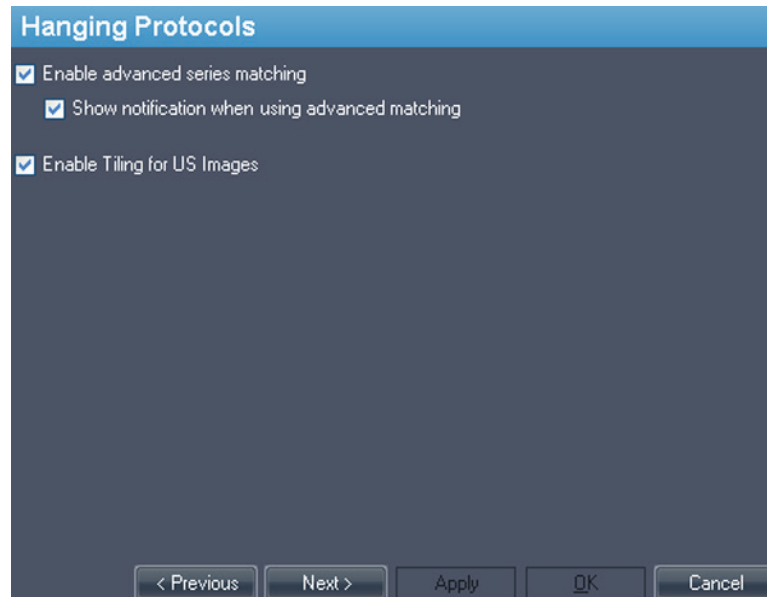 Hanging Protocols
Enable advanced series matching
Show notification when using advanced matching
Enable Tiling for US Images
< Previous Next > Apply OK Cancel